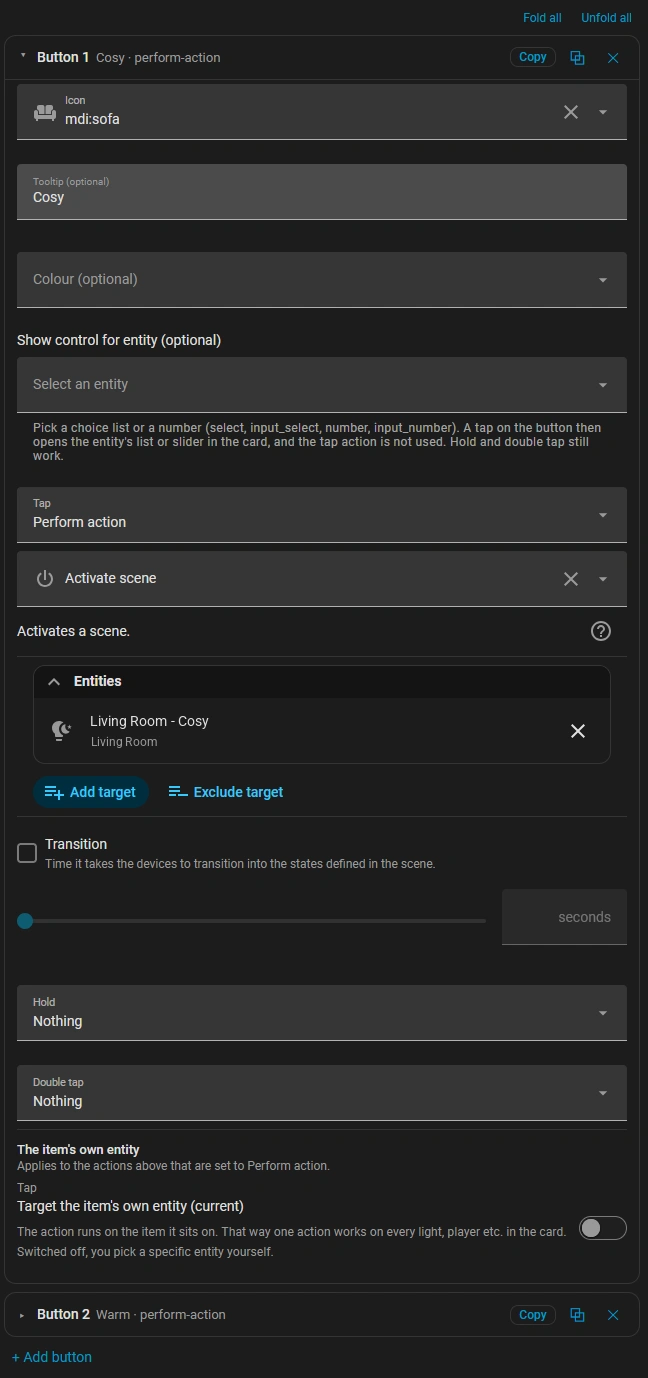 Fold all Unfold all
Button 1 Cosy · perform-action Copy
Icon
mdi:sofa
Tooltip (optional)
Cosy
Colour (optional)
Show control for entity (optional)
Select an entity
Pick a choice list or a number (select, input_select, number, input_number). A tap on the button then
opens the entity's list or slider in the card, and the tap action is not used. Hold and double tap still
work.
Tap
Perform action
Activate scene
Activates a scene.
Entities
Living Room - Cosy
Living Room
Add target Exclude target
Transition
Time it takes the devices to transition into the states defined in the scene.
seconds
Hold
Nothing
Double tap
Nothing
The item's own entity
Applies to the actions above that are set to Perform action.
Tap
Target the item's own entity (current)
The action runs on the item it sits on. That way one action works on every light, player etc. in the card.
Switched off, you pick a specific entity yourself.
Button 2 Warm · perform-action Copy
+ Add button